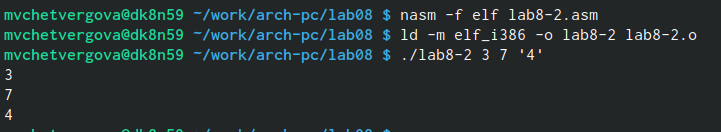 mvchetvergova@dk8n59 ~/work/arch-pc/lab08 $ nasm -f elf lab8-2.asm
mvchetvergova@dk8n59 ~/work/arch-pc/lab08 $ ld -m elf_i386 -o lab8-2 lab8-2.o
mvchetvergova@dk8n59 ~/work/arch-pc/lab08 $ ./lab8-2 3 7 '4'
3
7
4